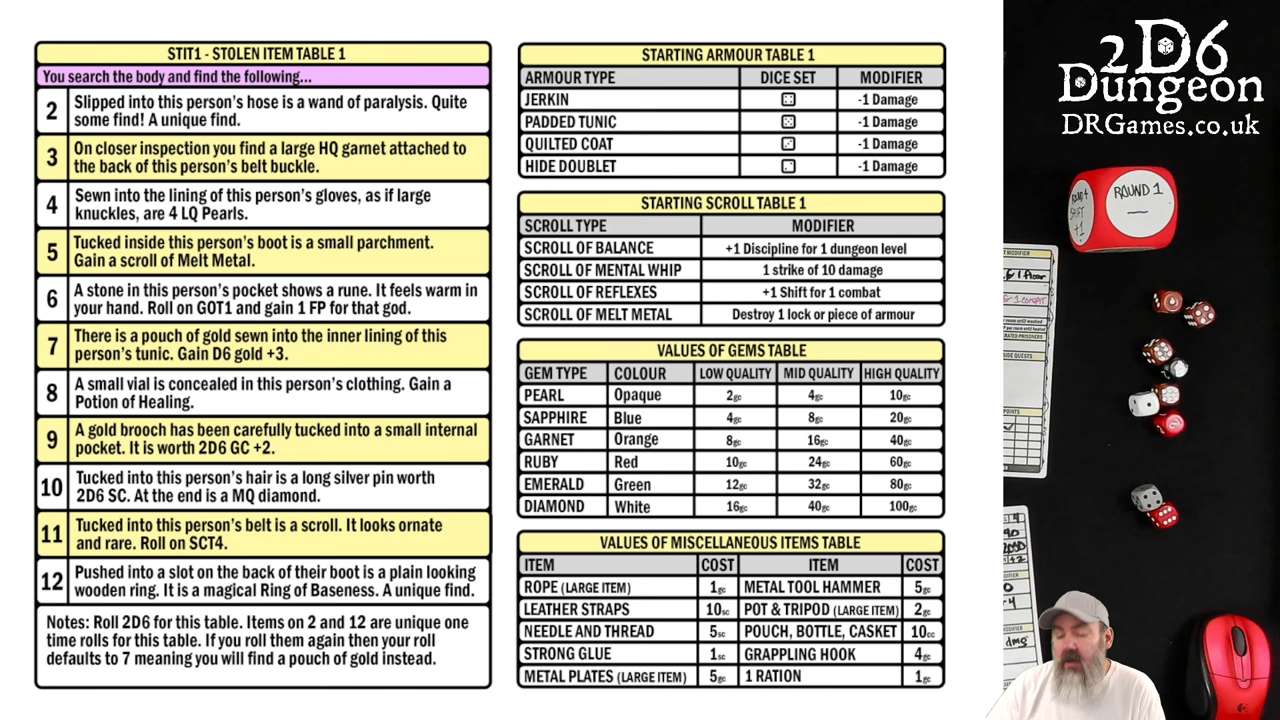 STIT1 - STOLEN ITEM TABLE 1
You search the body and find the following...
2
Slipped into this person's hose is a wand of paralysis. Quite
some find! A unique find.
3
On closer inspection you find a large HQ garnet attached to
the back of this person's belt buckle.
4
Sewn into the lining of this person's gloves, as if large
knuckles, are 4 LQ Pearls.
5
Tucked inside this person's boot is a small parchment.
Gain a scroll of Melt Metal.
6
A stone in this person's pocket shows a rune. It feels warm in
your hand. Roll on GOT1 and gain 1 FP for that god.
7
There is a pouch of gold sewn into the inner lining of this
person's tunic. Gain D6 gold +3.
8
A small vial is concealed in this person's clothing. Gain a
Potion of Healing.
9
A gold brooch has been carefully tucked into a small internal
pocket. It is worth 2D6 GC +2.
10
Tucked into this person's hair is a long silver pin worth
2D6 SC. At the end is a MQ diamond.
11
Tucked into this person's belt is a scroll. It looks ornate
and rare. Roll on SCT4.
12
Pushed into a slot on the back of their boot is a plain looking
wooden ring. It is a magical Ring of Baseness. A unique find.
Notes: Roll 2D6 for this table. Items on 2 and 12 are unique one
time rolls for this table. If you roll them again then your roll
defaults to 7 meaning you will find a pouch of gold instead.
STARTING ARMOUR TABLE 1
ARMOUR TYPE DICE SET MODIFIER
JERKIN -1 Damage
PADDED TUNIC -1 Damage
QUILTED COAT -1 Damage
HIDE DOUBLET -1 Damage
STARTING SCROLL TABLE 1
SCROLL TYPE MODIFIER
SCROLL OF BALANCE +1 Discipline for 1 dungeon level
SCROLL OF MENTAL WHIP 1 strike of 10 damage
SCROLL OF REFLEXES +1 Shift for 1 combat
SCROLL OF MELT METAL Destroy 1 lock or piece of armour
VALUES OF GEMS TABLE
GEM TYPE COLOUR LOW QUALITY MID QUALITY HIGH QUALITY
PEARL Opaque 2gc 4gc 10gc
SAPPHIRE Blue 4gc 8gc 20gc
GARNET Orange 8gc 16gc 40gc
RUBY Red 10gc 24gc 60gc
EMERALD Green 12gc 32gc 80gc
DIAMOND White 16gc 40gc 100gc
VALUES OF MISCELLANEOUS ITEMS TABLE
ITEM COST ITEM COST
ROPE (LARGE ITEM) 1gc METAL TOOL HAMMER 5gc
LEATHER STRAPS 10sc POT & TRIPOD (LARGE ITEM) 2gc
NEEDLE AND THREAD 5sc POUCH, BOTTLE, CASKET 10cc
STRONG GLUE 1sc GRAPPLING HOOK 4gc
METAL PLATES (LARGE ITEM) 5gc 1 RATION 1gc
2D6
Dungeon
DRGames.co.uk
ROUND 1
SHIFT
+1
1 COMBAT
SIDE QUESTS
dmg